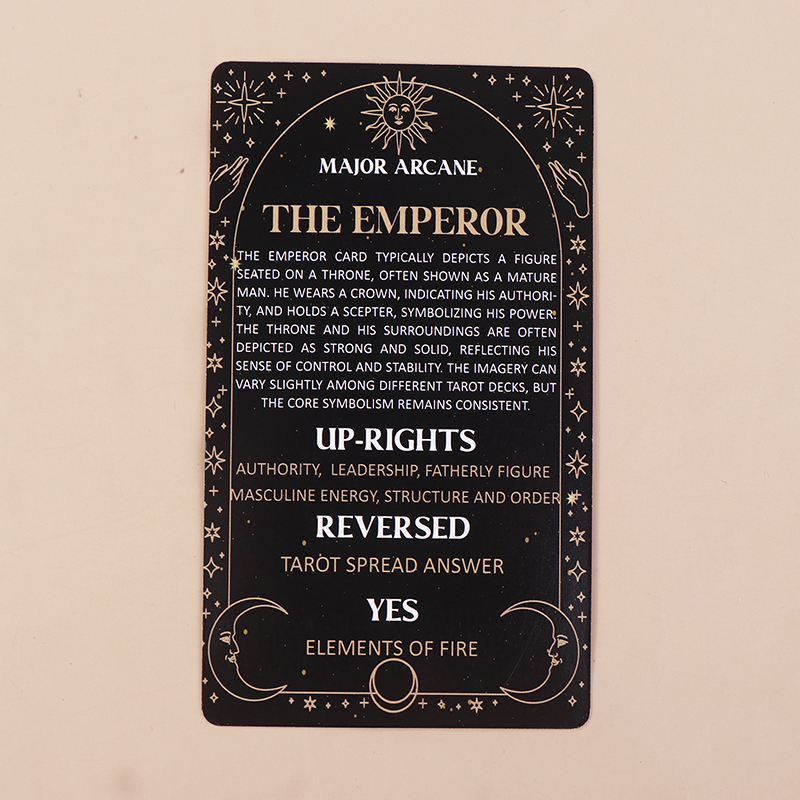 MAJOR ARCANE
THE EMPEROR
THE EMPEROR CARD TYPICALLY DEPICTS A FIGURE
SEATED ON A THRONE, OFTEN SHOWN AS A MATURE
MAN. HE WEARS A CROWN, INDICATING HIS AUTHORI-
TY, AND HOLDS A SCEPTER, SYMBOLIZING HIS POWER.
THE THRONE AND HIS SURROUNDINGS ARE OFTEN
DEPICTED AS STRONG AND SOLID, REFLECTING HIS
SENSE OF CONTROL AND STABILITY. THE IMAGERY CAN
VARY SLIGHTLY AMONG DIFFERENT TAROT DECKS, BUT
THE CORE SYMBOLISM REMAINS CONSISTENT.
UP-RIGHTS
AUTHORITY, LEADERSHIP, FATHERLY FIGURE
MASCULINE ENERGY, STRUCTURE AND ORDER
REVERSED
TAROT SPREAD ANSWER
YES
ELEMENTS OF FIRE